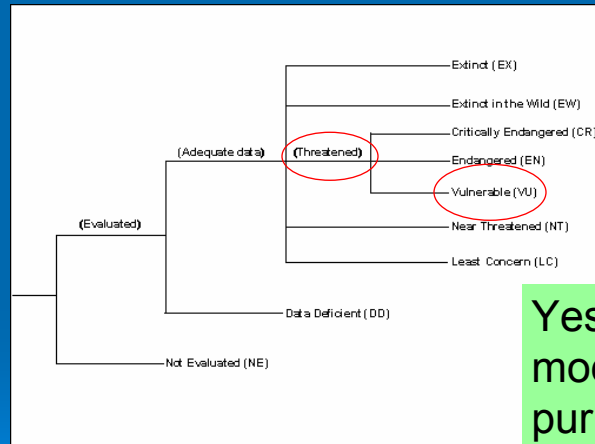 Extinct (EX)
Extinct in the Wild (EW)
Critically Endangered (CR)
(Adequate data)
(Threatened)
Endangered (EN)
Vulnerable (VU)
(Evaluated)
Near Threatened (NT)
Least Concern (LC)
Data Deficient (DD)
Not Evaluated (NE)
Yes